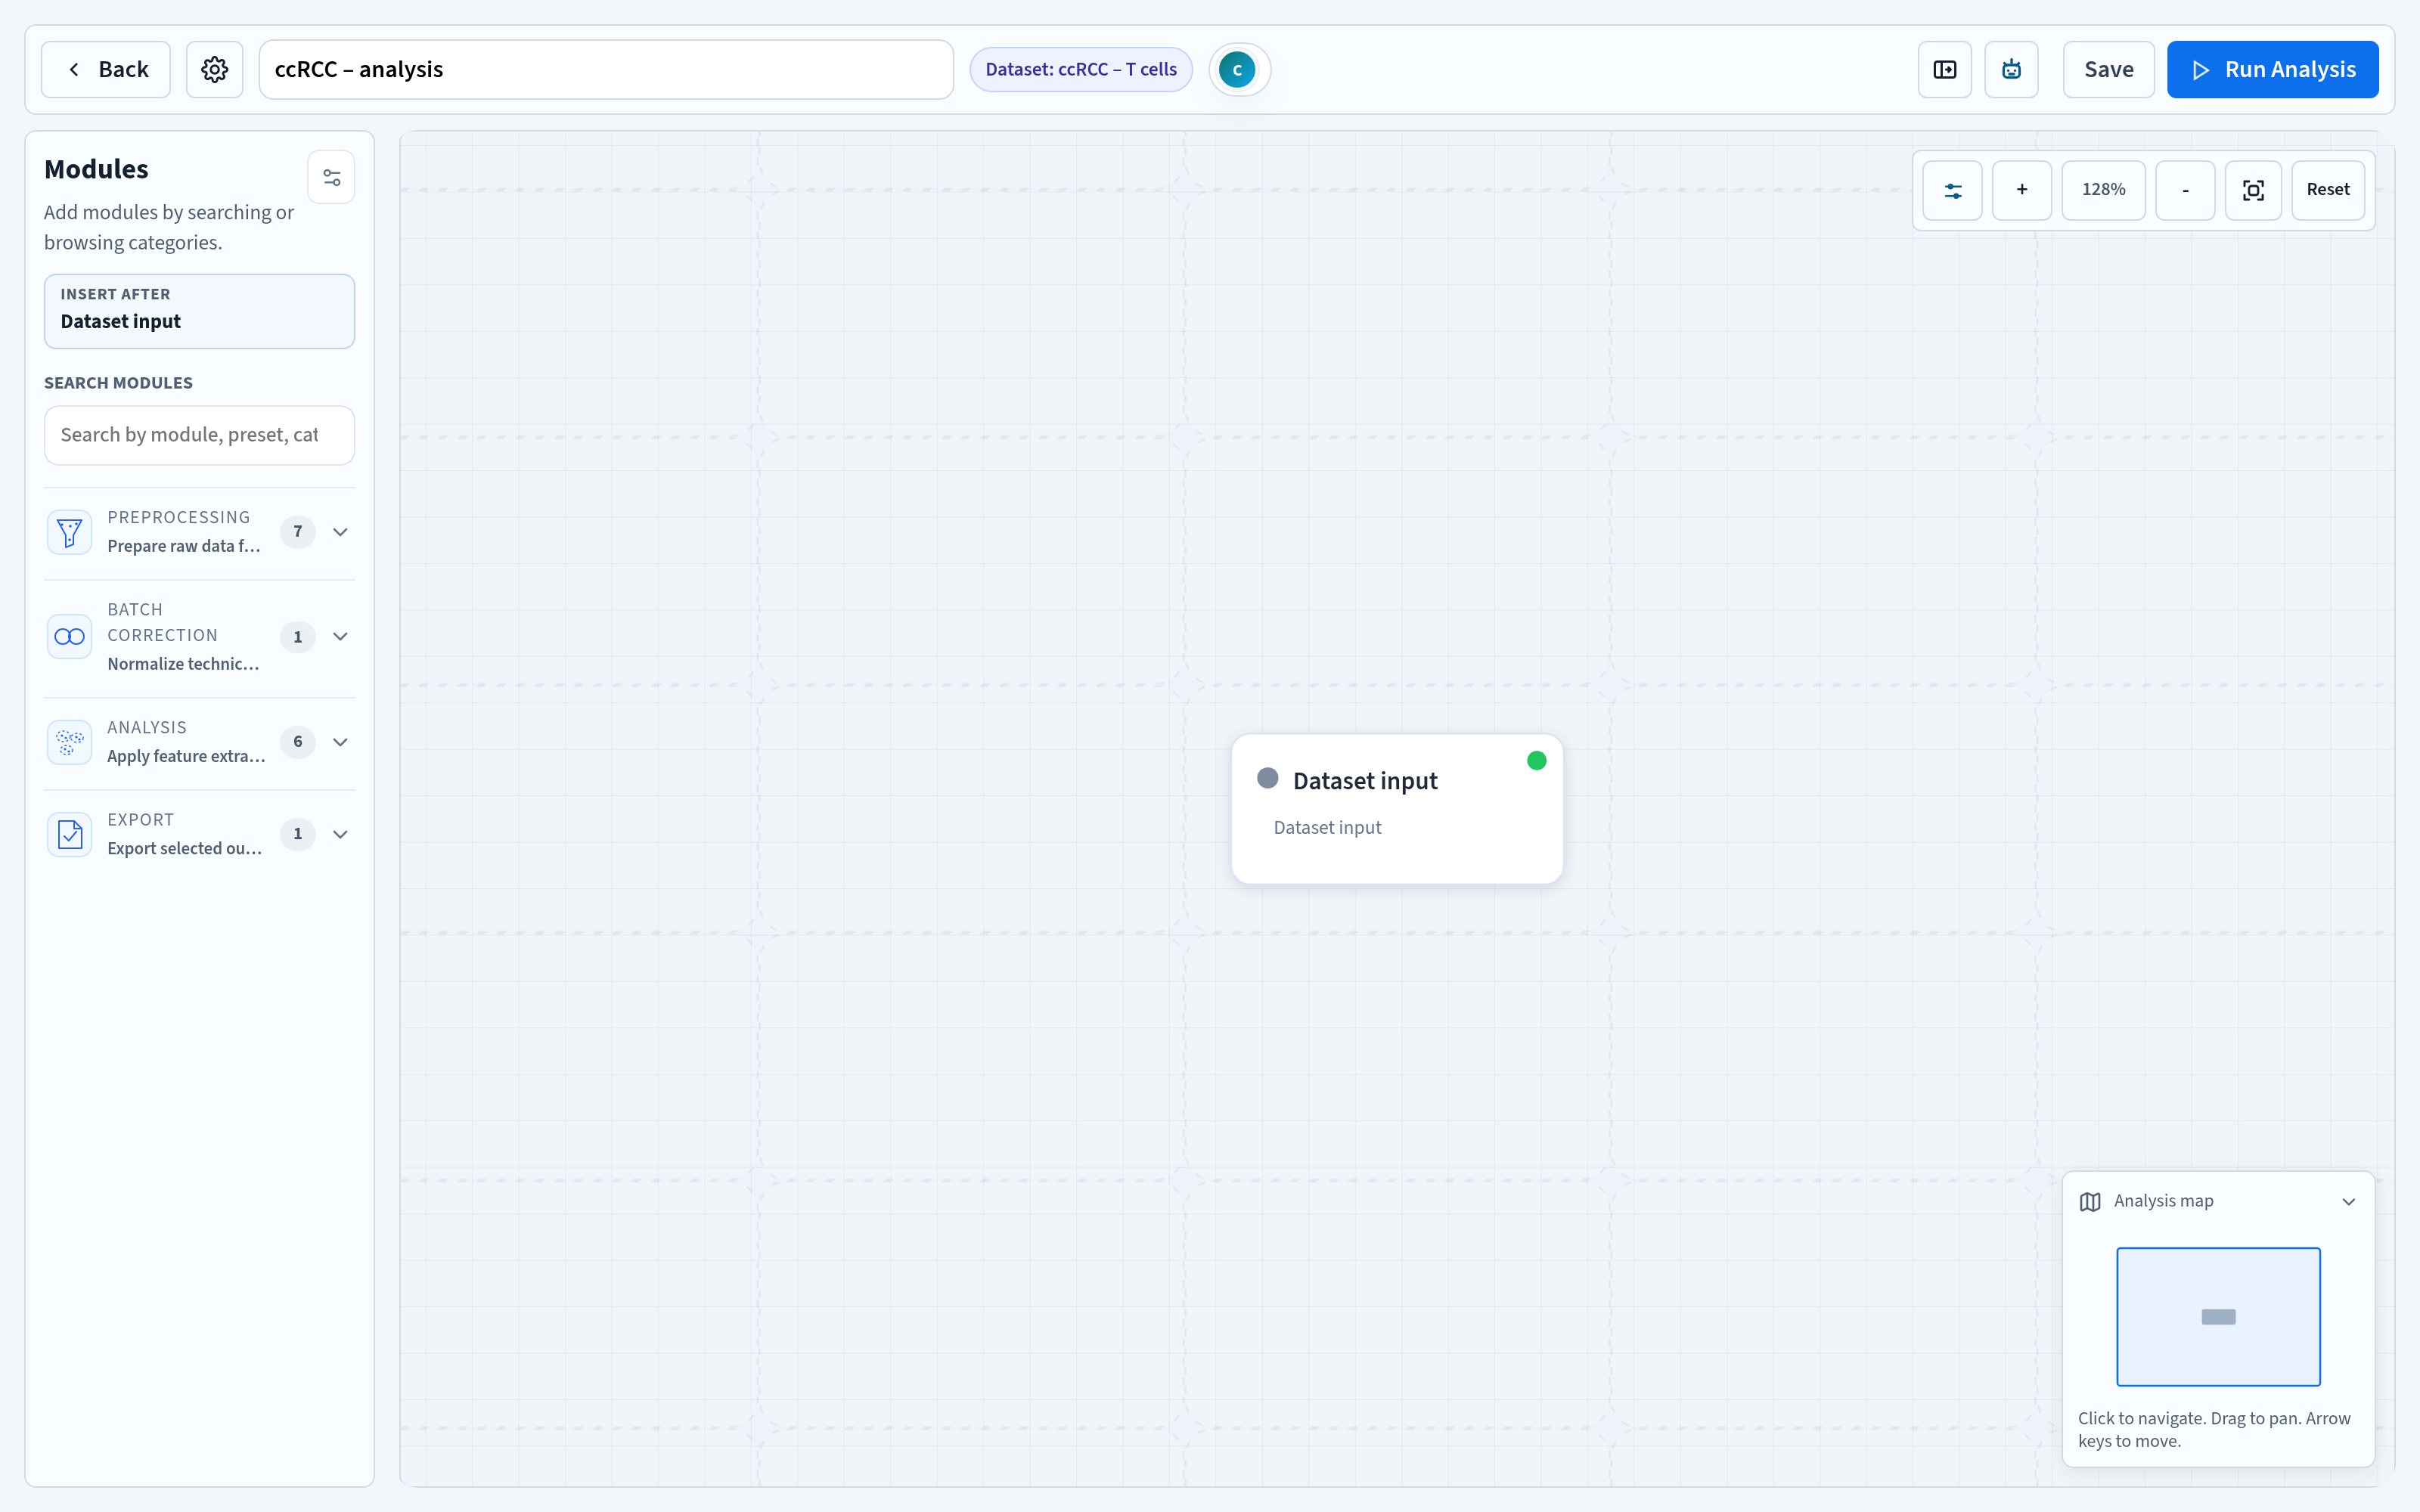 Back
ccRCC – analysis
Dataset: ccRCC – T cells
C
Save
Run Analysis
Modules
Add modules by searching or
browsing categories.
INSERT AFTER
Dataset input
SEARCH MODULES
Search by module, preset, cat
PREPROCESSING
Prepare raw data f...
7
BATCH
CORRECTION
Normalize technic...
1
ANALYSIS
Apply feature extra...
6
EXPORT
Export selected ou...
1
+
128%
-
Reset
Dataset input
Dataset input
Analysis map
Click to navigate. Drag to pan. Arrow
keys to move.